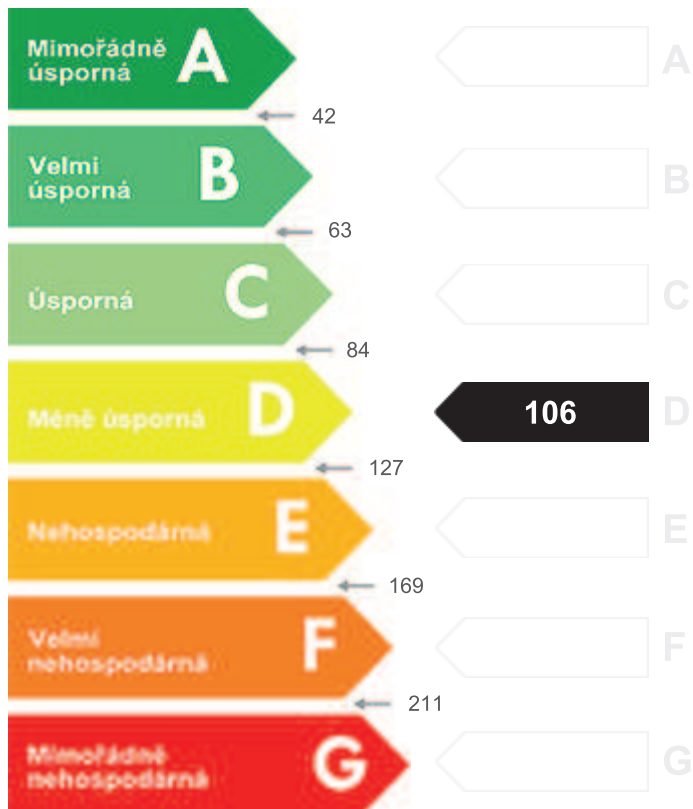 Mimořádně
úsporná
A
A
42
Velmi
úsporná
B
B
63
Úsporná
C
C
84
Méně úsporná
D
106
D
127
Nehospodárná
E
E
169
Velmi
nehospodárná
F
F
211
Mimořádně
nehospodárná
G
G